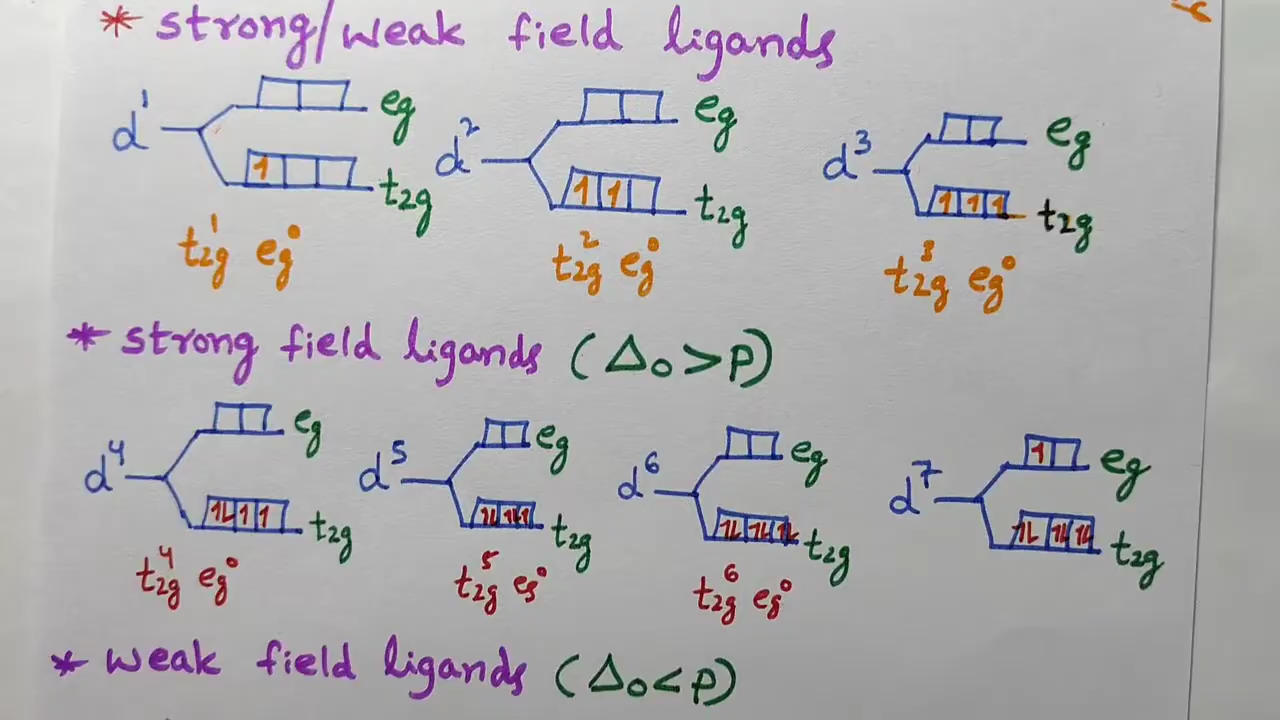 * strong/weak field ligands
d¹ eg t₂g d² eg t₂g d³ eg t₂g
t₂g¹ eg⁰ t₂g² eg⁰ t₂g³ eg⁰
* strong field ligands (Δ₀ > P)
d⁴ eg t₂g d⁵ eg t₂g d⁶ eg t₂g d⁷ eg t₂g
t₂g⁴ eg⁰ t₂g⁵ eg⁰ t₂g⁶ eg⁰
* weak field ligands (Δ₀ < P)